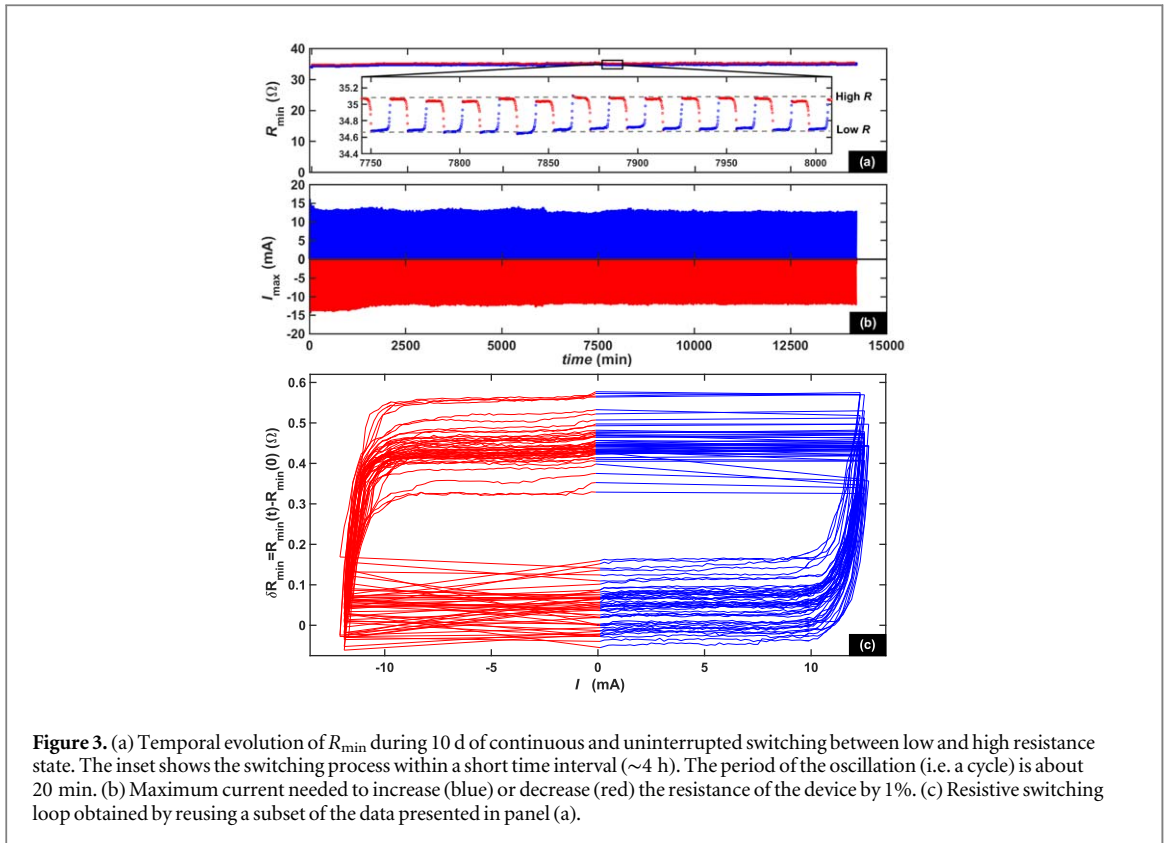 40
30
20
10
0
R_min (Ω)
35.2
35
34.8
34.6
34.4
7750 7800 7850 7900 7950 8000
High R
Low R
(a)
20
15
10
5
0
-5
-10
-15
-20
I_max (mA)
(b)
0 2500 5000 7500 10000 12500 15000
time (min)
0.6
0.5
0.4
0.3
0.2
0.1
0
δR_min=R_min(t)-R_min(0) (Ω)
(c)
-10 -5 0 5 10
I (mA)
Figure 3. (a) Temporal evolution of R_min during 10 d of continuous and uninterrupted switching between low and high resistance
state. The inset shows the switching process within a short time interval (∼4 h). The period of the oscillation (i.e. a cycle) is about
20 min. (b) Maximum current needed to increase (blue) or decrease (red) the resistance of the device by 1%. (c) Resistive switching
loop obtained by reusing a subset of the data presented in panel (a).